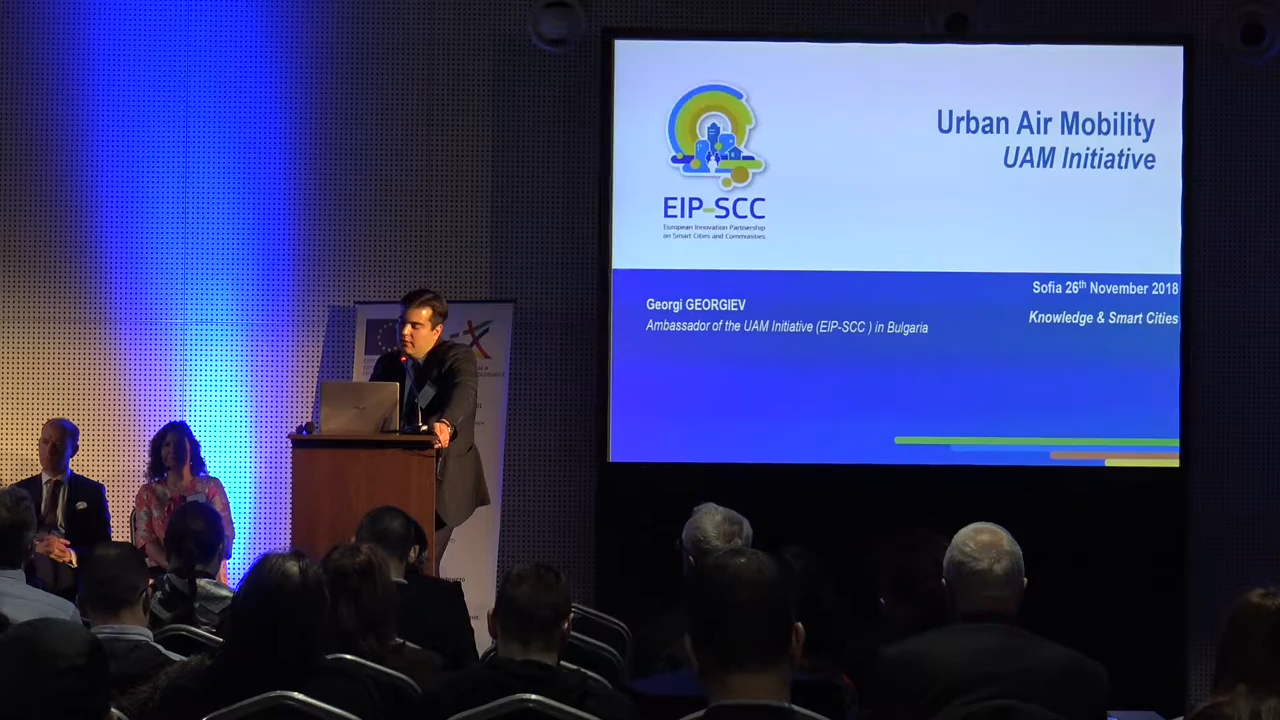 Urban Air Mobility
UAM Initiative
EIP-SCC
European Innovation Partnership
on Smart Cities and Communities
Sofia 26th November 2018
Georgi GEORGIEV
Knowledge & Smart Cities
Ambassador of the UAM Initiative (EIP-SCC ) in Bulgaria